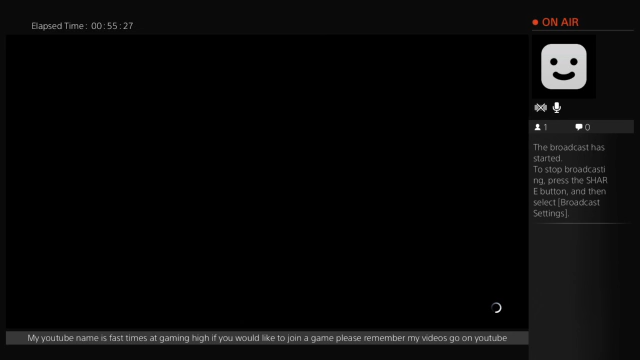 Elapsed Time : 00:55:27
ON AIR
1 0
The broadcast has
started.
To stop broadcasti
ng, press the SHAR
E button, and then
select [Broadcast
Settings].
My youtube name is fast times at gaming high if you would like to join a game please remember my videos go on youtube